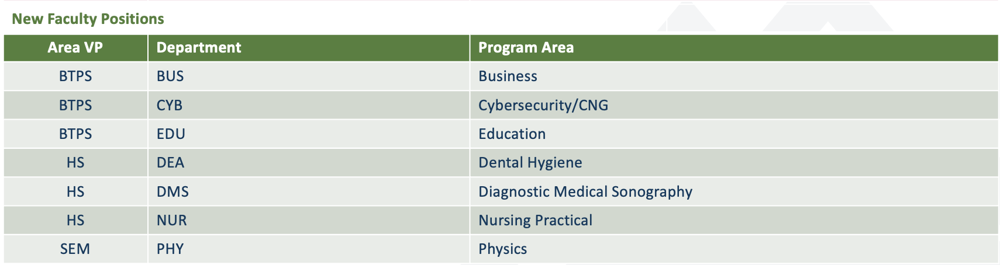 New Faculty Positions
Area VP Department Program Area
BTPS BUS Business
BTPS CYB Cybersecurity/CNG
BTPS EDU Education
HS DEA Dental Hygiene
HS DMS Diagnostic Medical Sonography
HS NUR Nursing Practical
SEM PHY Physics